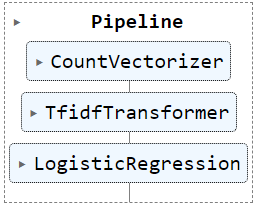 Pipeline
CountVectorizer
TfidfTransformer
LogisticRegression